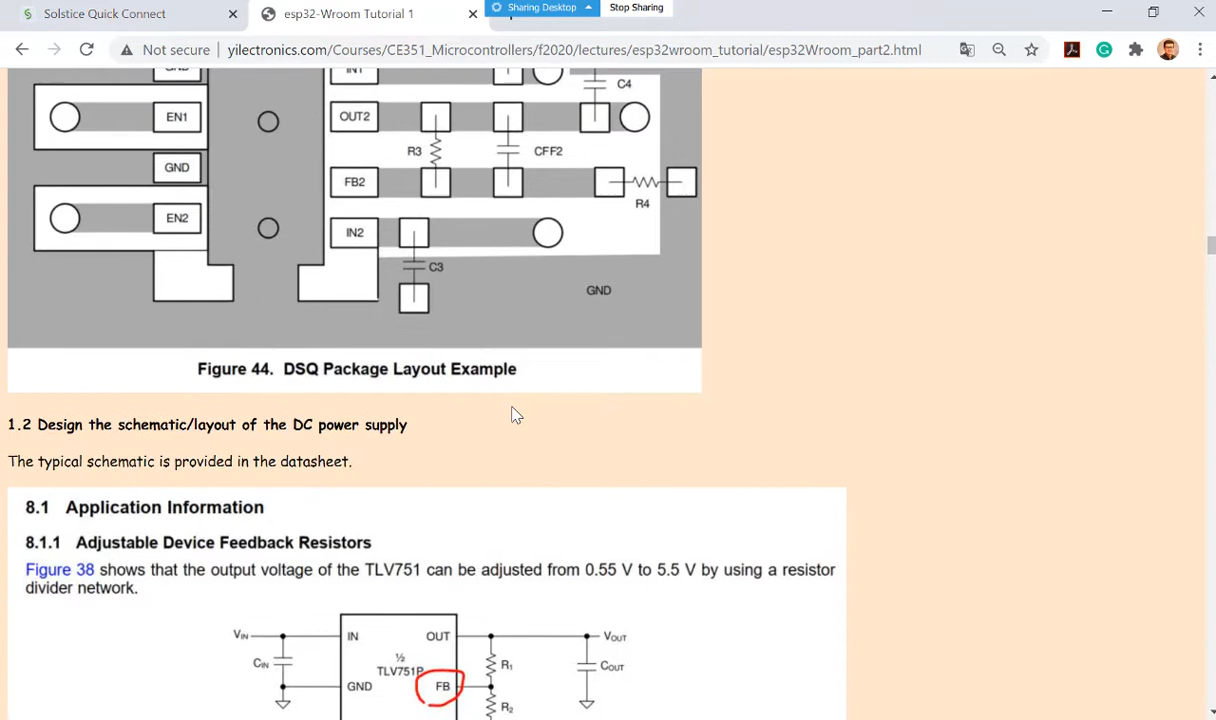 Solstice Quick Connect
esp32-Wroom Tutorial 1
Sharing Desktop
Stop Sharing
Not secure
yilectronics.com/Courses/CE351_Microcontrollers/f2020/lectures/esp32wroom_tutorial/esp32Wroom_part2.html
GND
IN1
C4
EN1
OUT2
R3
CFF2
GND
FB2
R4
EN2
IN2
C3
GND
Figure 44. DSQ Package Layout Example
1.2 Design the schematic/layout of the DC power supply
The typical schematic is provided in the datasheet.
8.1 Application Information
8.1.1 Adjustable Device Feedback Resistors
Figure 38 shows that the output voltage of the TLV751 can be adjusted from 0.55 V to 5.5 V by using a resistor
divider network.
VIN
IN
OUT
VOUT
½
CIN
TLV751P
R1
COUT
GND
FB
R2